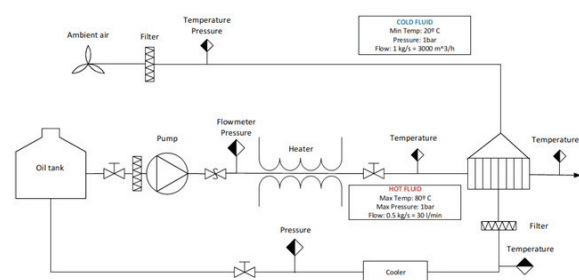 COLD FLUID
Min Temp: 20º C
Pressure: 1bar
Flow: 1 kg/s = 3000 m^3/h
Temperature
Pressure
Ambient air
Filter
Flowmeter
Pressure
Pump
Heater
Temperature
Temperature
Oil tank
HOT FLUID
Max Temp: 80º C
Max Pressure: 1bar
Flow: 0.5 kg/s = 30 l/min
Filter
Pressure
Temperature
Cooler